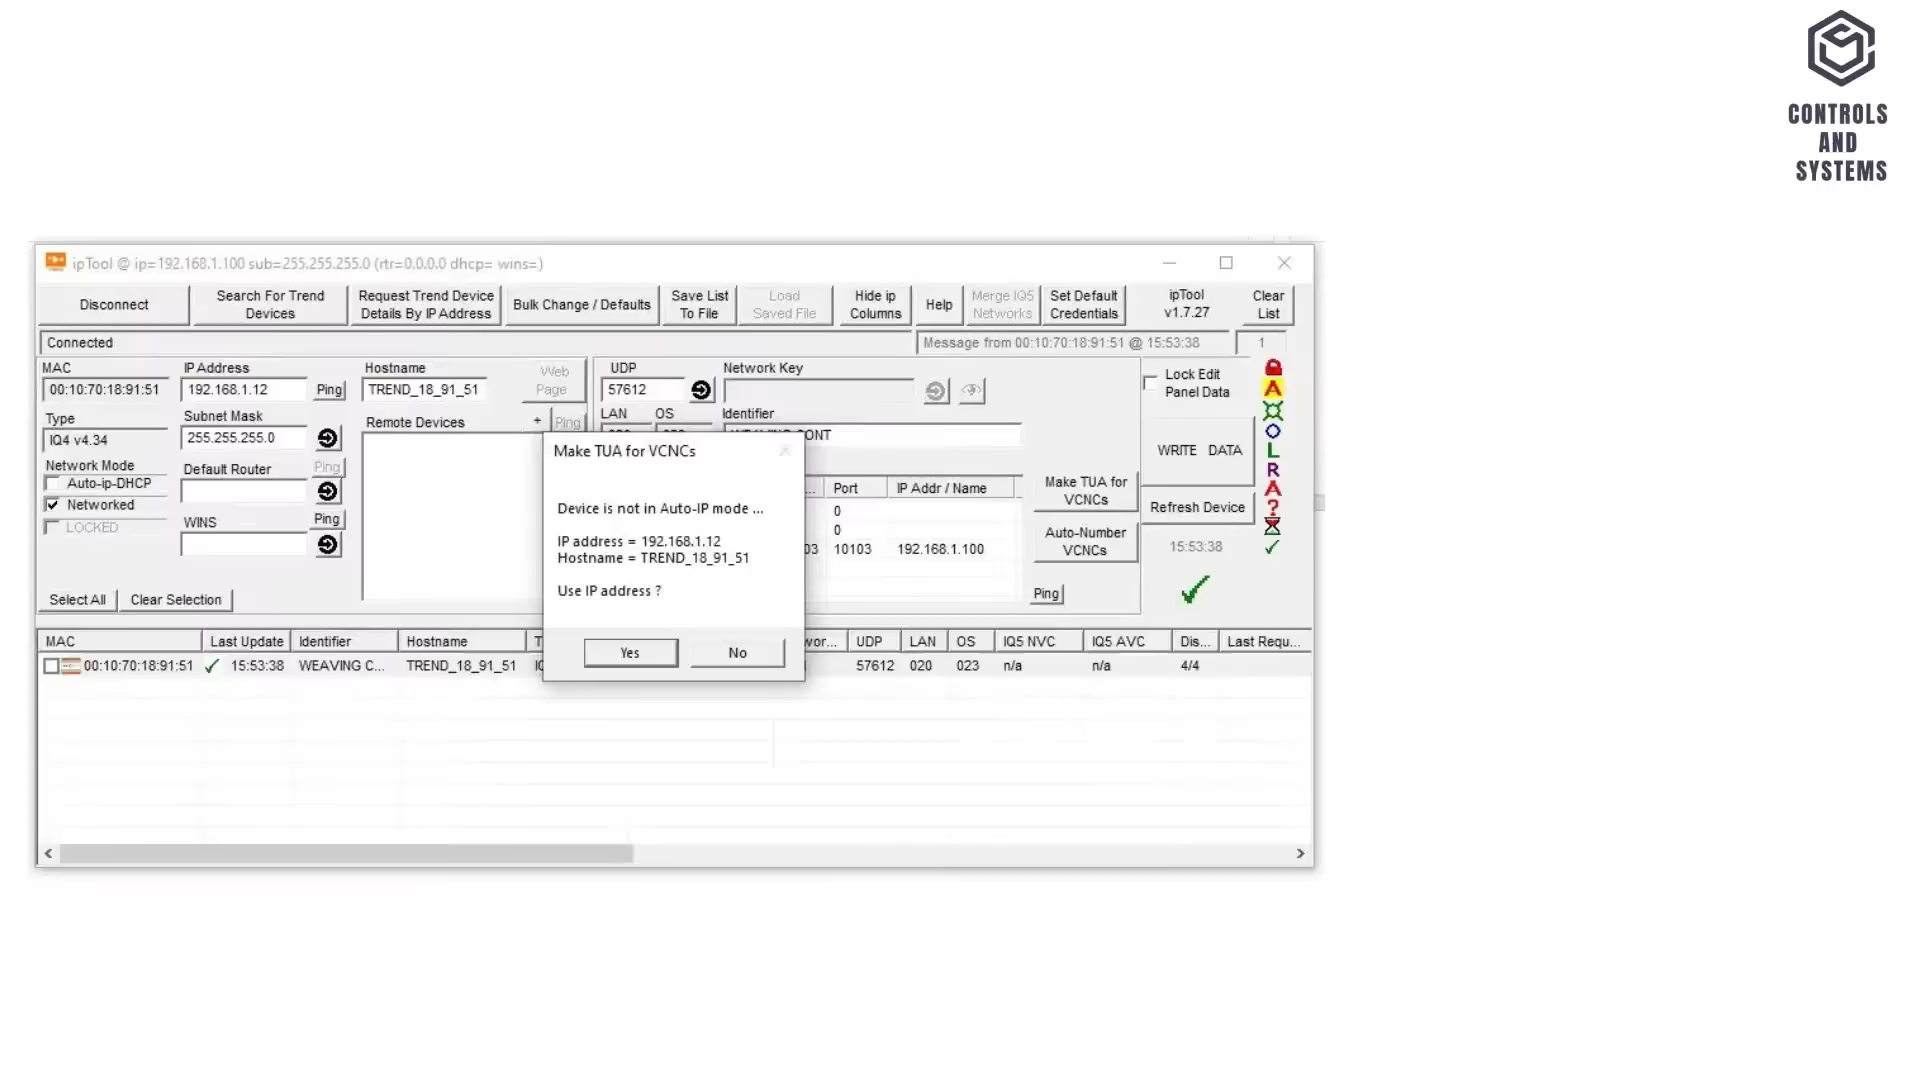 CONTROLS
AND
SYSTEMS
ipTool @ ip=192.168.1.100 sub=255.255.255.0 (rtr=0.0.0.0 dhcp= wins=)
Disconnect
Search For Trend
Devices
Request Trend Device
Details By IP Address
Bulk Change / Defaults
Save List
To File
Load
Saved File
Hide ip
Columns
Help
Merge IQ5
Networks
Set Default
Credentials
ipTool
v1.7.27
Clear
List
Connected
Message from 00:10:70:18:91:51 @ 15:53:38
1
MAC
00:10:70:18:91:51
IP Address
192.168.1.12
Ping
Hostname
TREND_18_91_51
Web
Page
UDP
57612
Network Key
Lock Edit
Panel Data
Type
IQ4 v4.34
Subnet Mask
255.255.255.0
Remote Devices
+
Ping
LAN
OS
Identifier
WEAVING CONT
Network Mode
Auto-ip-DHCP
Networked
LOCKED
Default Router
Ping
WINS
Ping
Make TUA for VCNCs
Device is not in Auto-IP mode ...
IP address = 192.168.1.12
Hostname = TREND_18_91_51
Use IP address ?
Yes
No
... Port IP Addr / Name
0
0
03 10103 192.168.1.100
Ping
Make TUA for
VCNCs
Auto-Number
VCNCs
WRITE DATA
Refresh Device
15:53:38
A
L
R
A
?
Select All
Clear Selection
MAC Last Update Identifier Hostname T wor... UDP LAN OS IQ5 NVC IQ5 AVC Dis... Last Requ...
00:10:70:18:91:51 15:53:38 WEAVING C... TREND_18_91_51 57612 020 023 n/a n/a 4/4